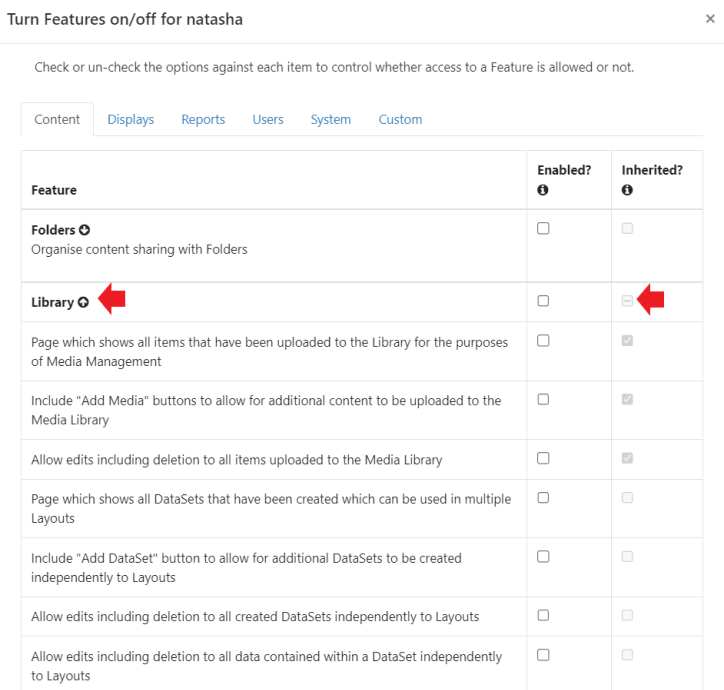 Turn Features on/off for natasha
×
Check or un-check the options against each item to control whether access to a Feature is allowed or not.
Content Displays Reports Users System Custom
Feature Enabled? Inherited?
Folders
Organise content sharing with Folders
Library
Page which shows all items that have been uploaded to the Library for the purposes
of Media Management
Include "Add Media" buttons to allow for additional content to be uploaded to the
Media Library
Allow edits including deletion to all items uploaded to the Media Library
Page which shows all DataSets that have been created which can be used in multiple
Layouts
Include "Add DataSet" button to allow for additional DataSets to be created
independently to Layouts
Allow edits including deletion to all created DataSets independently to Layouts
Allow edits including deletion to all data contained within a DataSet independently
to Layouts